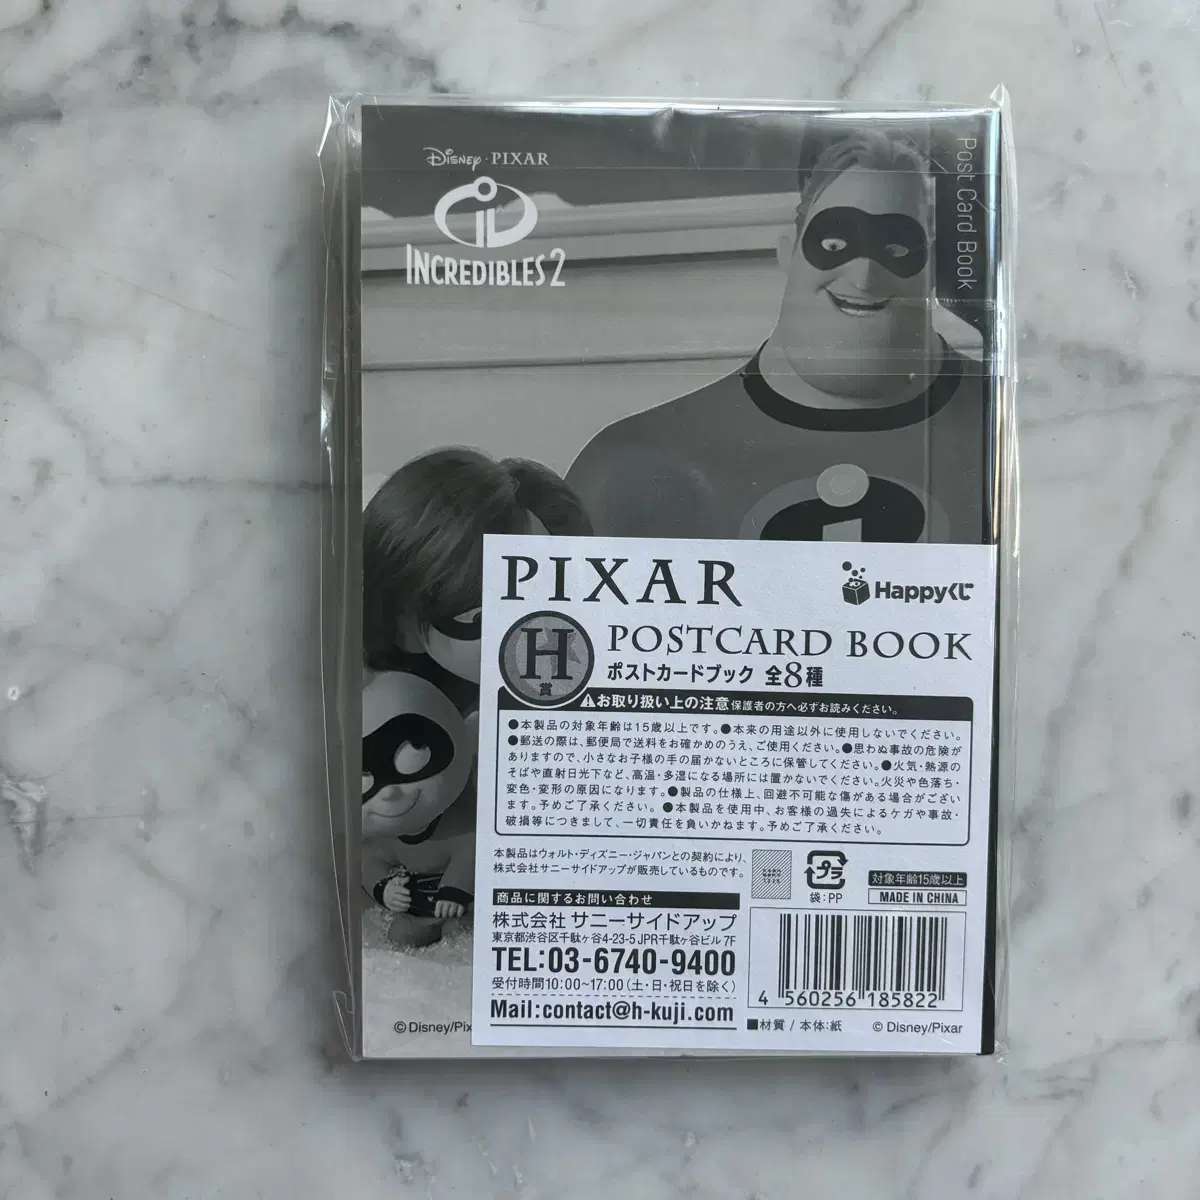 Disney · PIXAR
INCREDIBLES 2
Post Card Book
PIXAR
Happyくじ
H賞
POSTCARD BOOK
ポストカードブック 全8種
⚠お取り扱い上の注意 保護者の方へ必ずお読みください。
●本製品の対象年齢は15歳以上です。●本来の用途以外に使用しないでください。
●郵送の際は、郵便局で送料をお確かめのうえ、ご使用ください。●思わぬ事故の危険が
ありますので、小さなお子様の手の届かないところに保管してください。●火気・熱源の
そばや直射日光下など、高温・多湿になる場所には置かないでください。火災や色落ち・
変色・変形の原因になります。●製品の仕様上、回避不可能な傷がある場合がござい
ます。予めご了承ください。●本製品を使用中、お客様の過失によるケガや事故・
破損等につきまして、一切責任を負いかねます。予めご了承ください。
本製品はウォルト・ディズニー・ジャパンとの契約により、
株式会社サニーサイドアップが販売しているものです。
プラ
袋:PP
対象年齢15歳以上
MADE IN CHINA
商品に関するお問い合わせ
株式会社 サニーサイドアップ
東京都渋谷区千駄ヶ谷4-23-5 JPR千駄ヶ谷ビル 7F
TEL:03-6740-9400
受付時間10:00~17:00(土・日・祝日を除く)
Mail:contact@h-kuji.com
4 560256 185822
■材質 / 本体:紙
© Disney/Pixar
© Disney/Pix